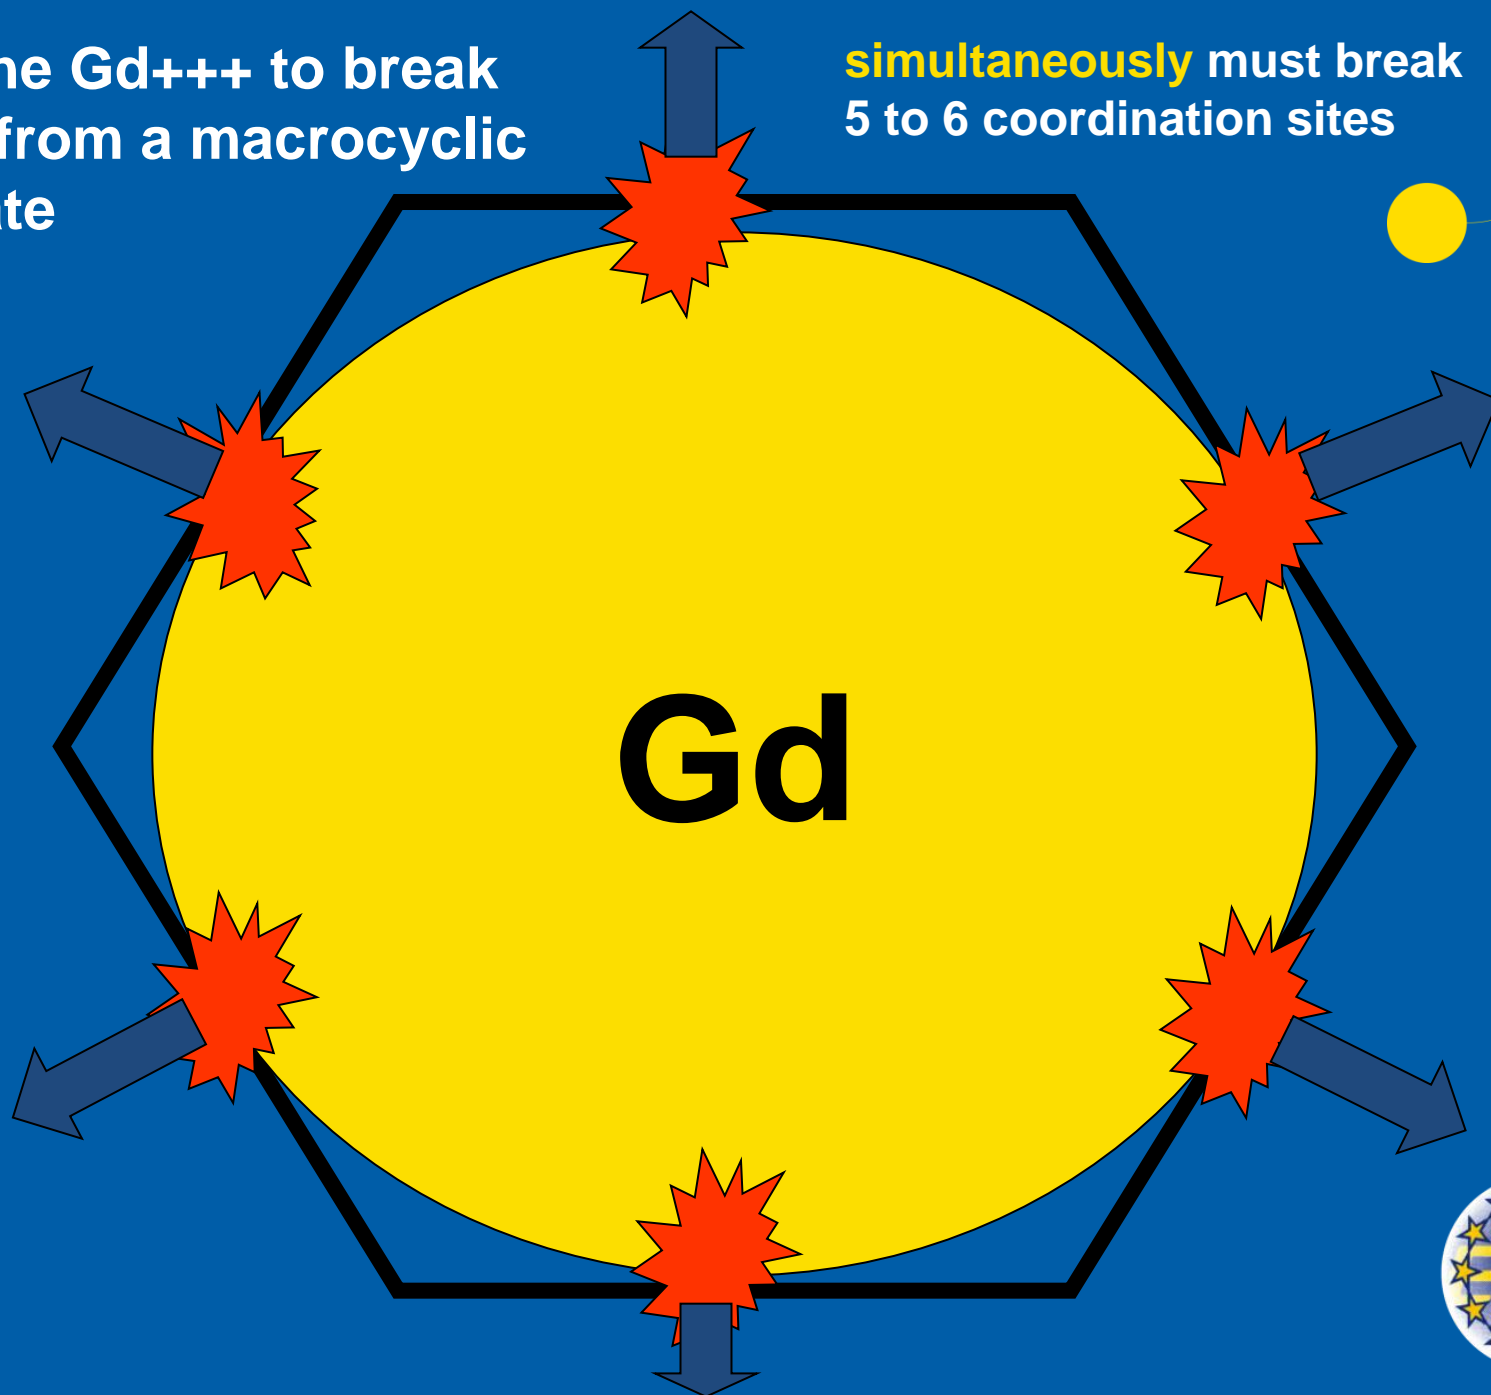 he Gd+++ to break
from a macrocyclic
te
simultaneously must break
5 to 6 coordination sites
Gd